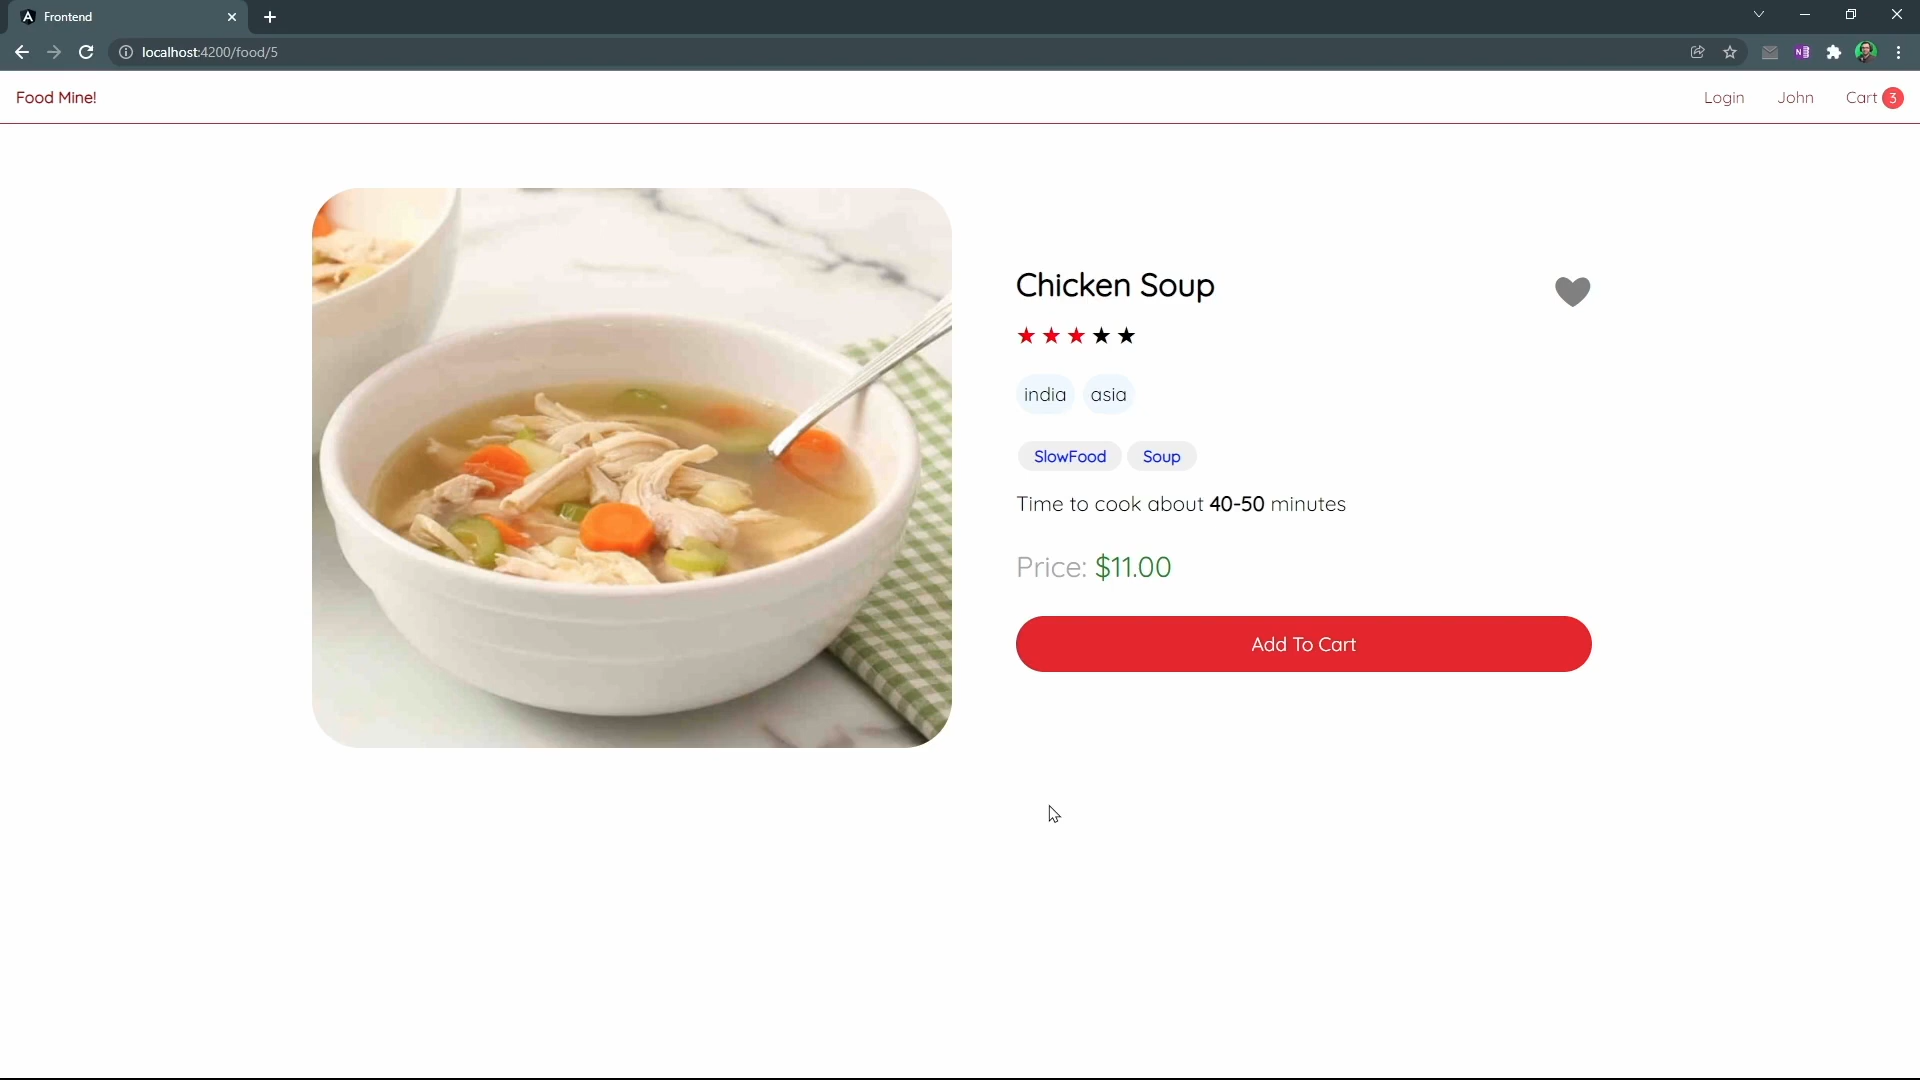 Frontend
localhost:4200/food/5
Food Mine!
Login John Cart 3
Chicken Soup
india asia
SlowFood Soup
Time to cook about 40-50 minutes
Price: $11.00
Add To Cart